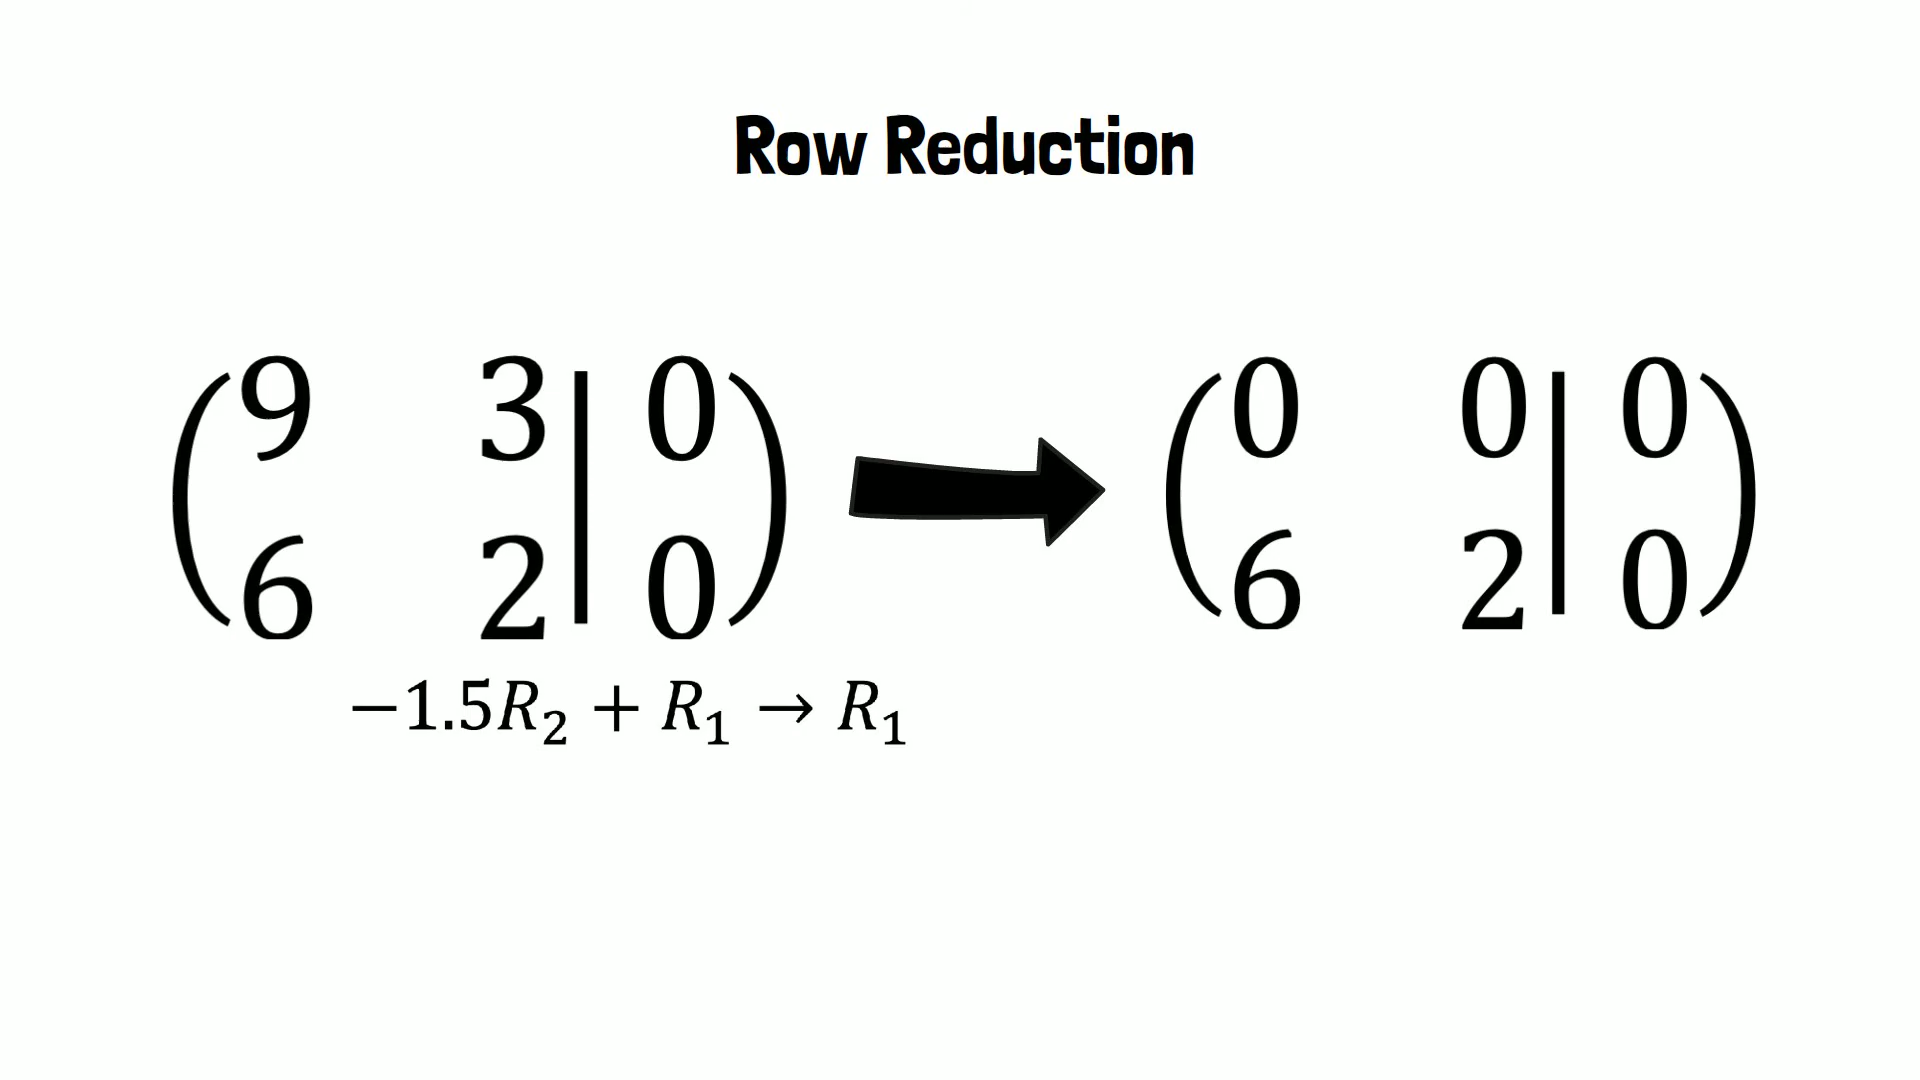 Row Reduction
9 3 | 0 0 0 | 0
6 2 | 0 6 2 | 0
−1.5R₂ + R₁ → R₁